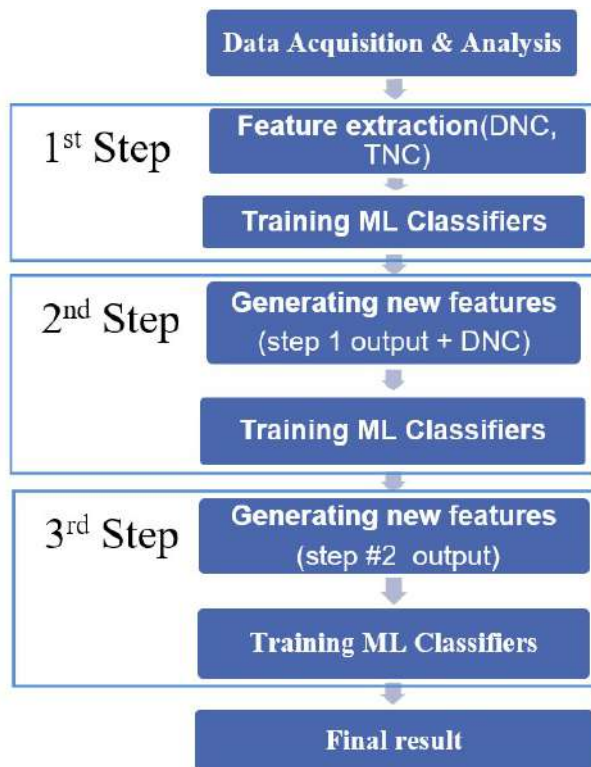 Data Acquisition & Analysis
1st Step
Feature extraction(DNC,
TNC)
Training ML Classifiers
2nd Step
Generating new features
(step 1 output + DNC)
Training ML Classifiers
3rd Step
Generating new features
(step #2 output)
Training ML Classifiers
Final result